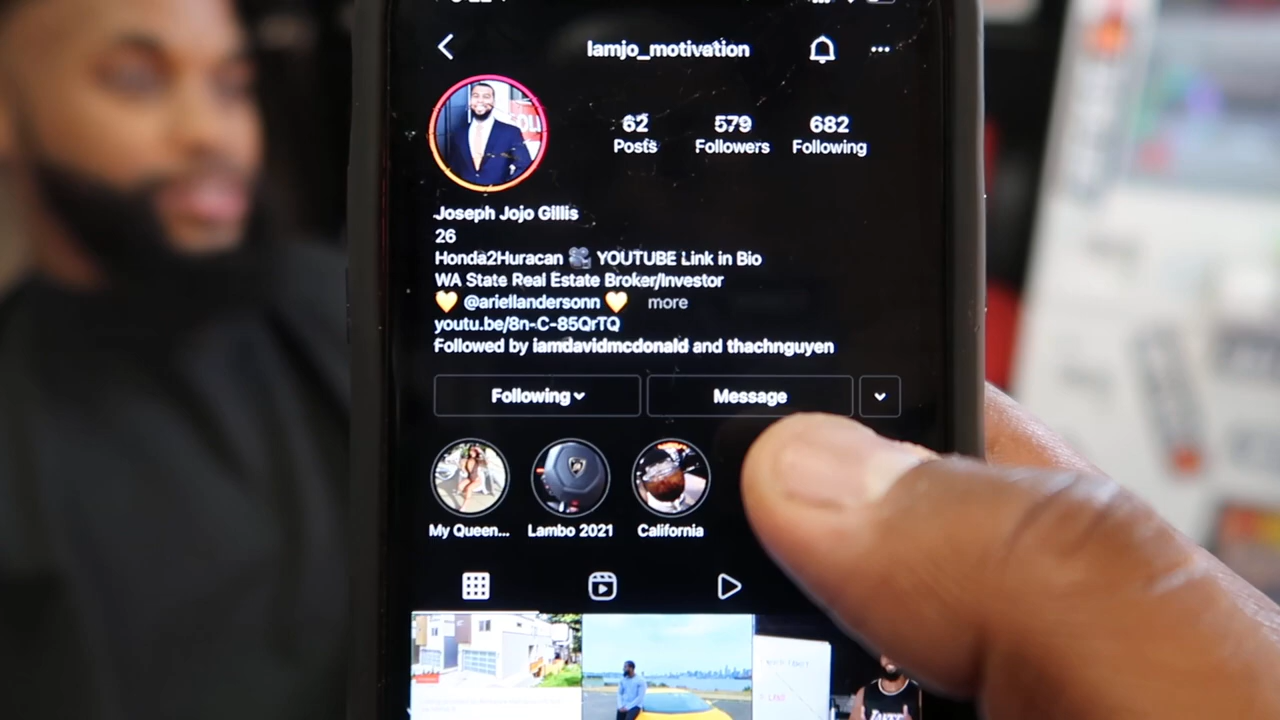 Iamjo_motivation
62 579 682
Posts Followers Following
Joseph Jojo Gillis
26
Honda2Huracan 🎥 YOUTUBE Link in Bio
WA State Real Estate Broker/Investor
💛 @ariellandersonn 💛 more
youtu.be/8n-C-85QrTQ
Followed by iamdavidmcdonald and thachnguyen
Following Message
My Queen... Lambo 2021 California